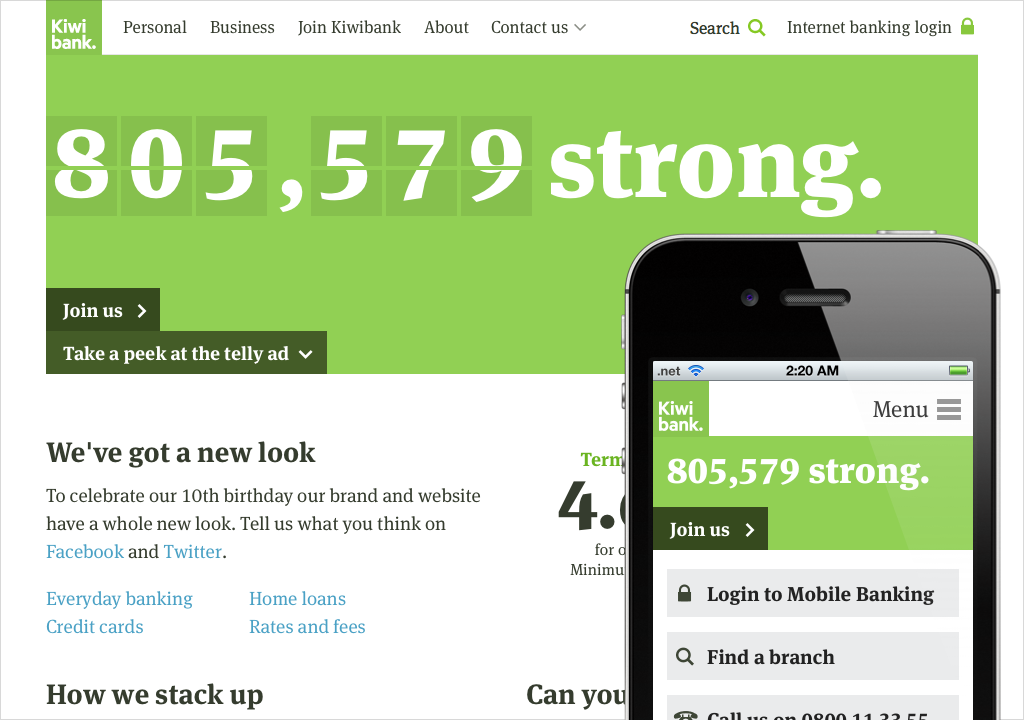 Kiwi
bank.
Personal Business Join Kiwibank About Contact us Search Internet banking login
805,579 strong.
Join us
Take a peek at the telly ad
We've got a new look
To celebrate our 10th birthday our brand and website
have a whole new look. Tell us what you think on
Facebook and Twitter.
Everyday banking Home loans
Credit cards Rates and fees
How we stack up
Term
4.
for
Minimu
Can you
.net 2:20 AM
Kiwi
bank.
Menu
805,579 strong.
Join us
Login to Mobile Banking
Find a branch
Call us on 0800 11 33 55